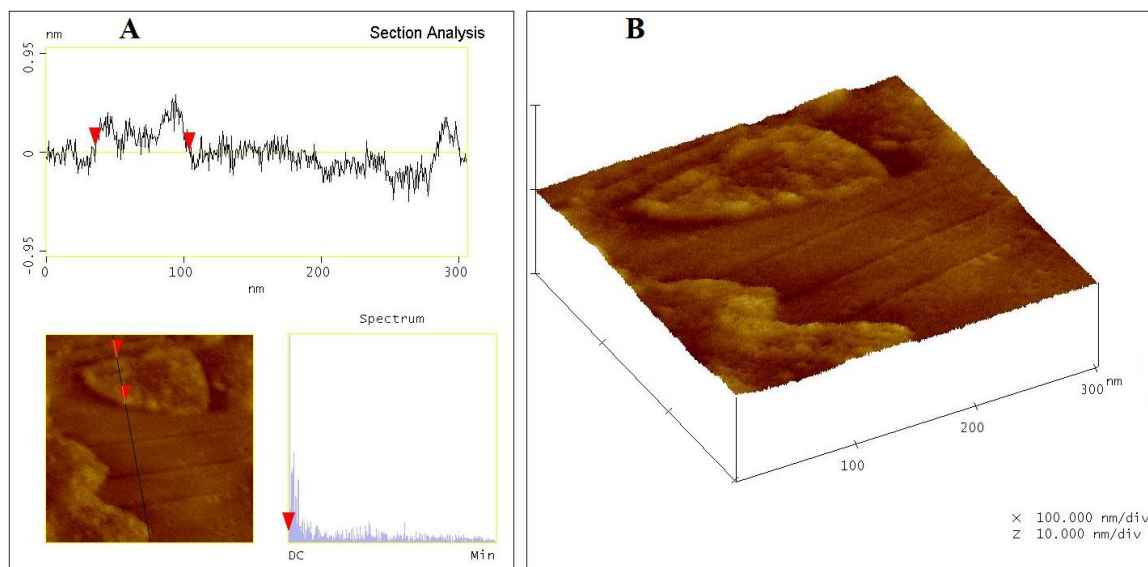 A
nm
Section Analysis
0.95
0
-0.95
0
100
200
300
nm
Spectrum
DC
Min
B
100
200
300
nm
X 100.000 nm/div
Z 10.000 nm/div